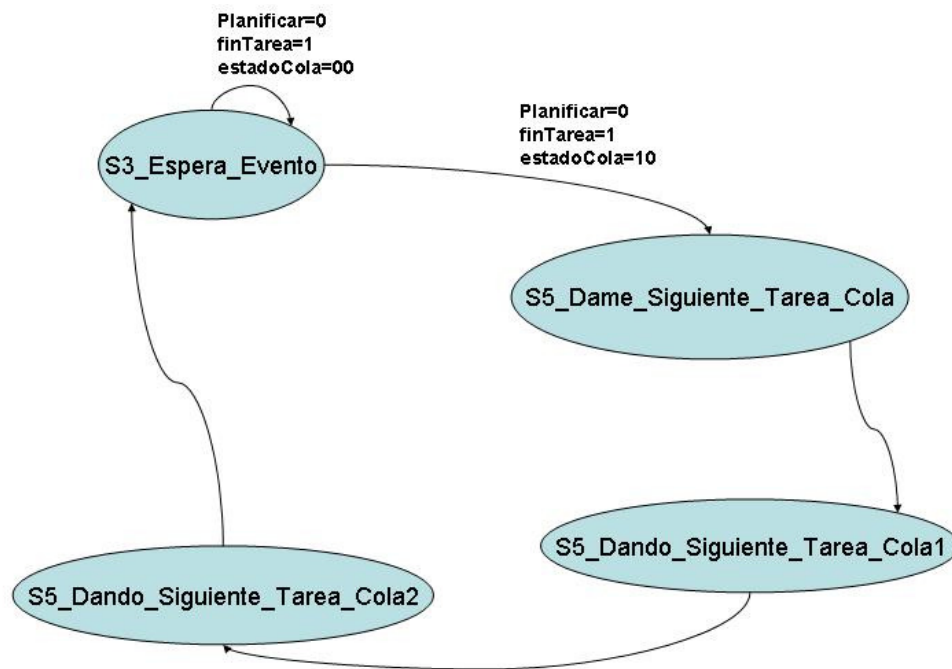 Planificar=0
finTarea=1
estadoCola=00
Planificar=0
finTarea=1
estadoCola=10
S3_Espera_Evento
S5_Dame_Siguiente_Tarea_Cola
S5_Dando_Siguiente_Tarea_Cola1
S5_Dando_Siguiente_Tarea_Cola2